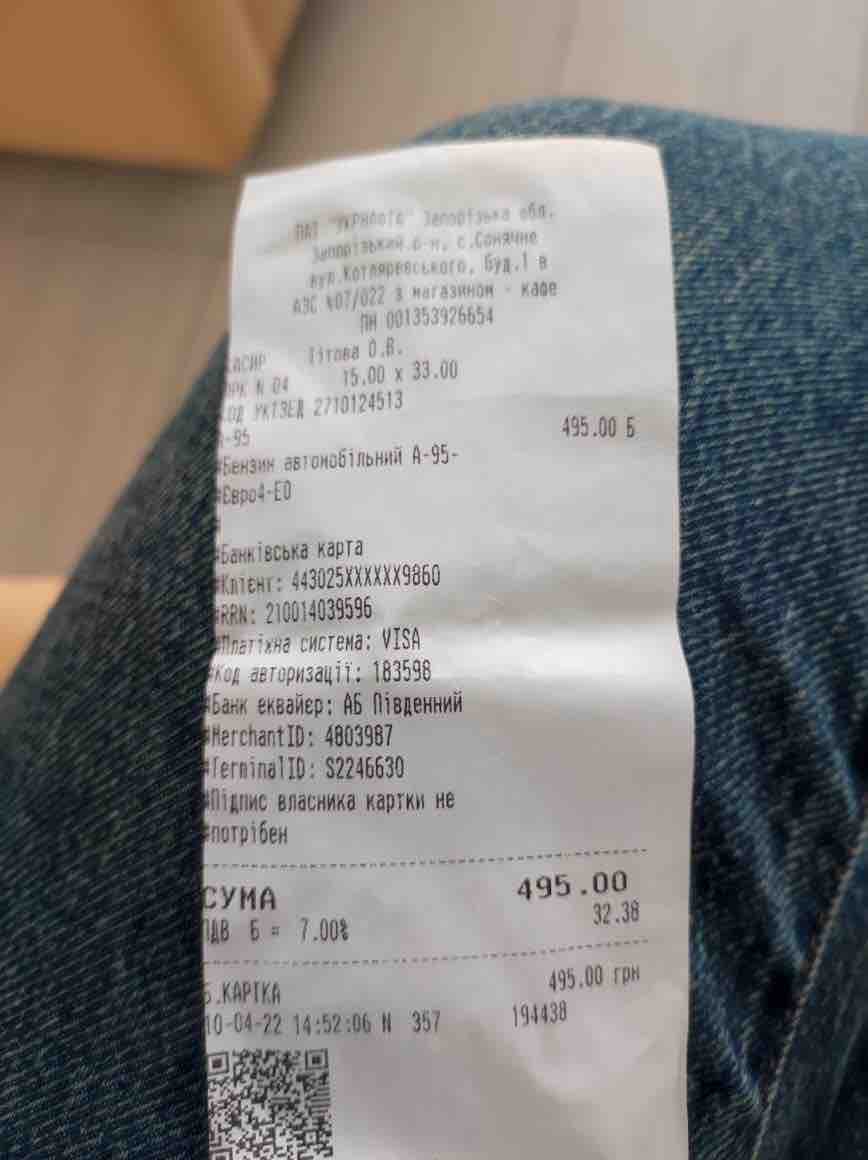 ПАТ "УКРНАФТА" Запорізька обл.
Запорізький р-н, с.Сонячне
вул.Котляревського, буд.1 в
АЗС №07/022 з магазином - кафе
ПН 001353926654
КАСИР Тітова О.В.
ПРК N 04 15.00 x 33.00
КОД УКТЗЕД 2710124513
А-95 495.00 Б
#Бензин автомобільний А-95-
#Євро4-Е0
#
#Банківська карта
#Клієнт: 443025XXXXXX9860
#RRN: 210014039596
#Платіжна система: VISA
#Код авторизації: 183598
#Банк еквайєр: АБ Південний
#MerchantID: 4803987
#TerminalID: S2246630
#Підпис власника картки не
#потрібен
СУМА 495.00
ПДВ Б = 7.00% 32.38
Б.КАРТКА 495.00 грн
10-04-22 14:52:06 N 357 194438